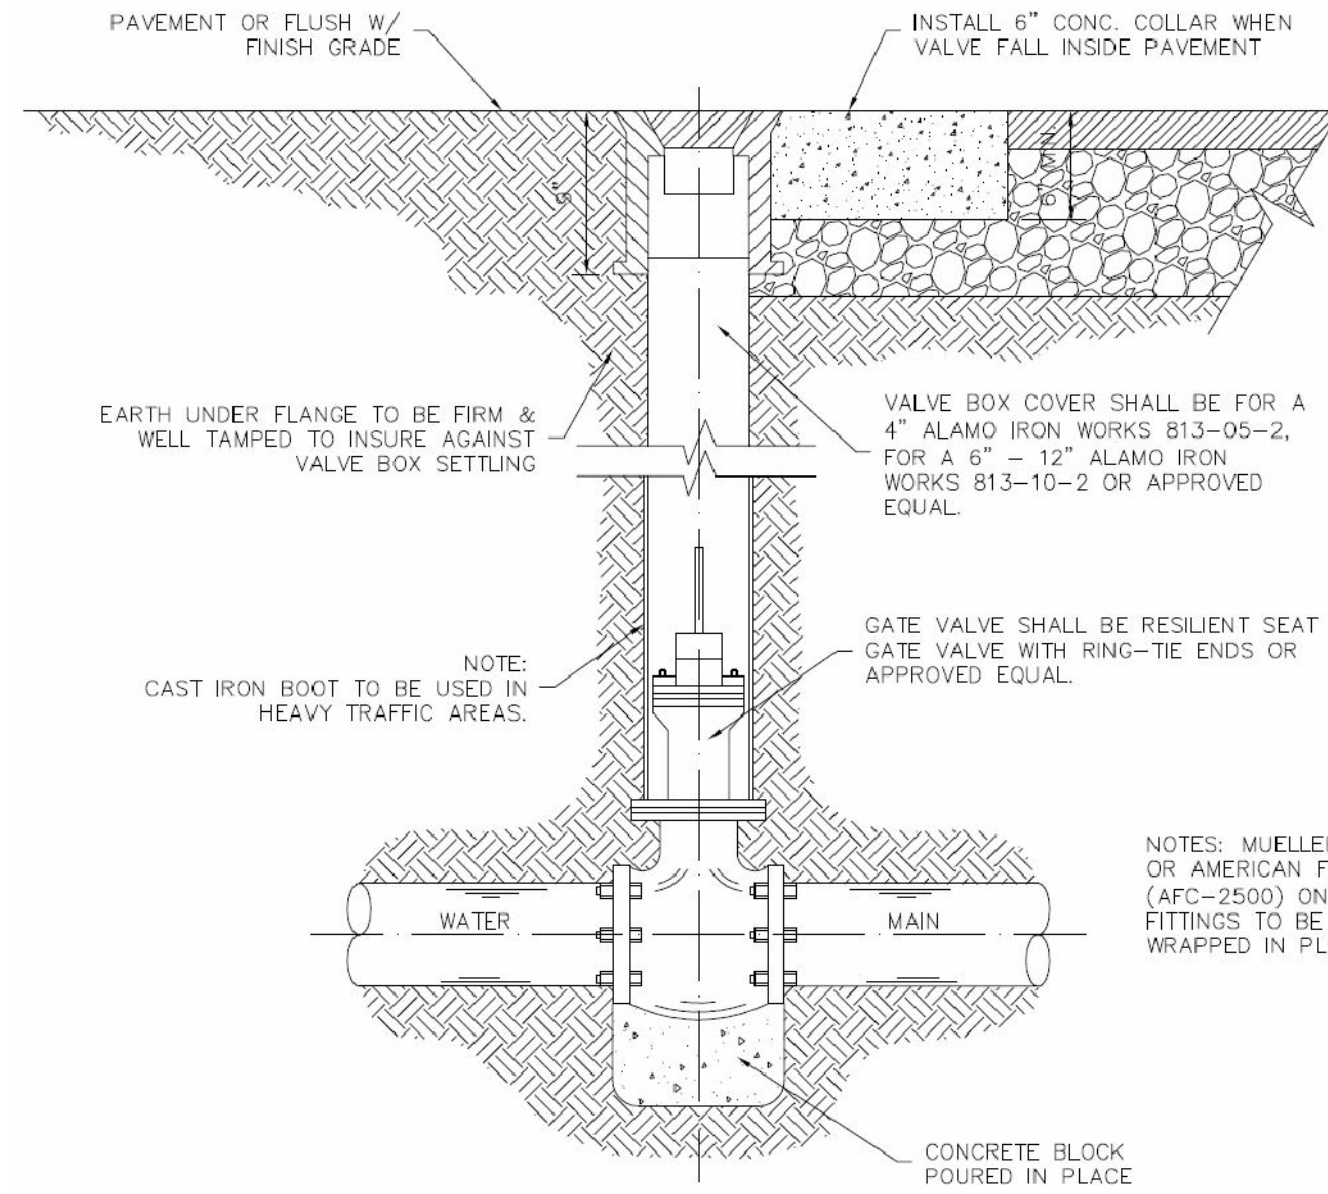 PAVEMENT OR FLUSH W/
FINISH GRADE
INSTALL 6" CONC. COLLAR WHEN
VALVE FALL INSIDE PAVEMENT
6" MIN
EARTH UNDER FLANGE TO BE FIRM &
WELL TAMPED TO INSURE AGAINST
VALVE BOX SETTLING
VALVE BOX COVER SHALL BE FOR A
4" ALAMO IRON WORKS 813-05-2,
FOR A 6" – 12" ALAMO IRON
WORKS 813-10-2 OR APPROVED
EQUAL.
NOTE:
CAST IRON BOOT TO BE USED IN
HEAVY TRAFFIC AREAS.
GATE VALVE SHALL BE RESILIENT SEAT
GATE VALVE WITH RING-TIE ENDS OR
APPROVED EQUAL.
WATER
MAIN
NOTES: MUELLE
OR AMERICAN F
(AFC-2500) ON
FITTINGS TO BE
WRAPPED IN PL
CONCRETE BLOCK
POURED IN PLACE